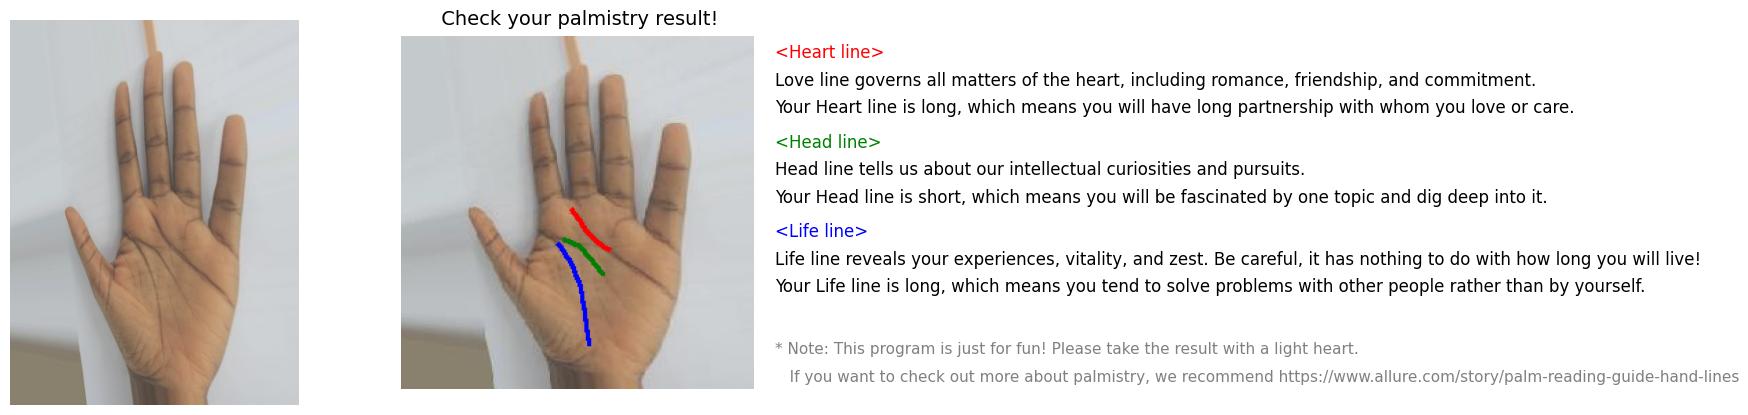 Check your palmistry result!
<Heart line>
Love line governs all matters of the heart, including romance, friendship, and commitment.
Your Heart line is long, which means you will have long partnership with whom you love or care.
<Head line>
Head line tells us about our intellectual curiosities and pursuits.
Your Head line is short, which means you will be fascinated by one topic and dig deep into it.
<Life line>
Life line reveals your experiences, vitality, and zest. Be careful, it has nothing to do with how long you will live!
Your Life line is long, which means you tend to solve problems with other people rather than by yourself.
* Note: This program is just for fun! Please take the result with a light heart.
If you want to check out more about palmistry, we recommend https://www.allure.com/story/palm-reading-guide-hand-lines